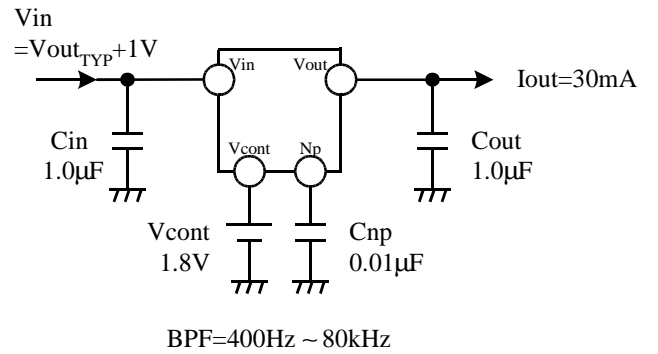 Vin
=VoutTYP+1V
Vin
Vout
Iout=30mA
Cin
1.0µF
Vcont
Np
Cout
1.0µF
Vcont
1.8V
Cnp
0.01µF
BPF=400Hz ~ 80kHz